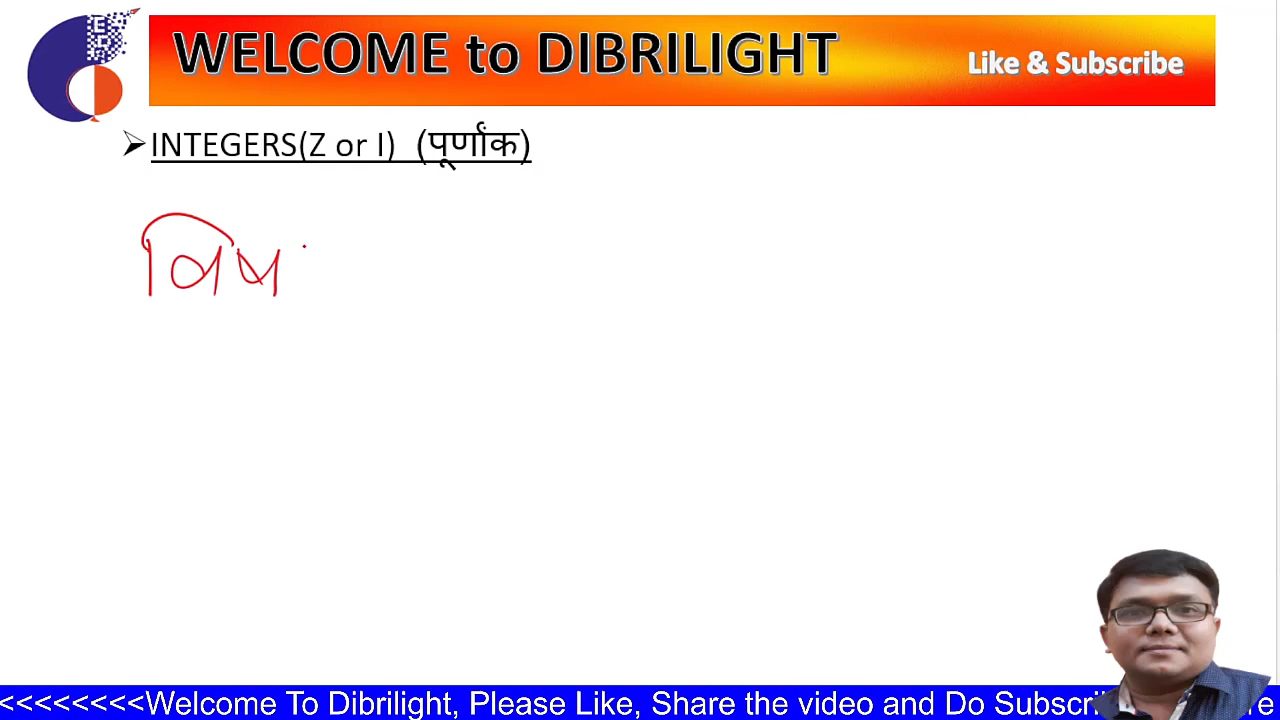 WELCOME to DIBRILIGHT
Like & Subscribe
➢INTEGERS(Z or I) (पूर्णांक)
विष
<<<<<<<<Welcome To Dibrilight, Please Like, Share the video and Do Subscri